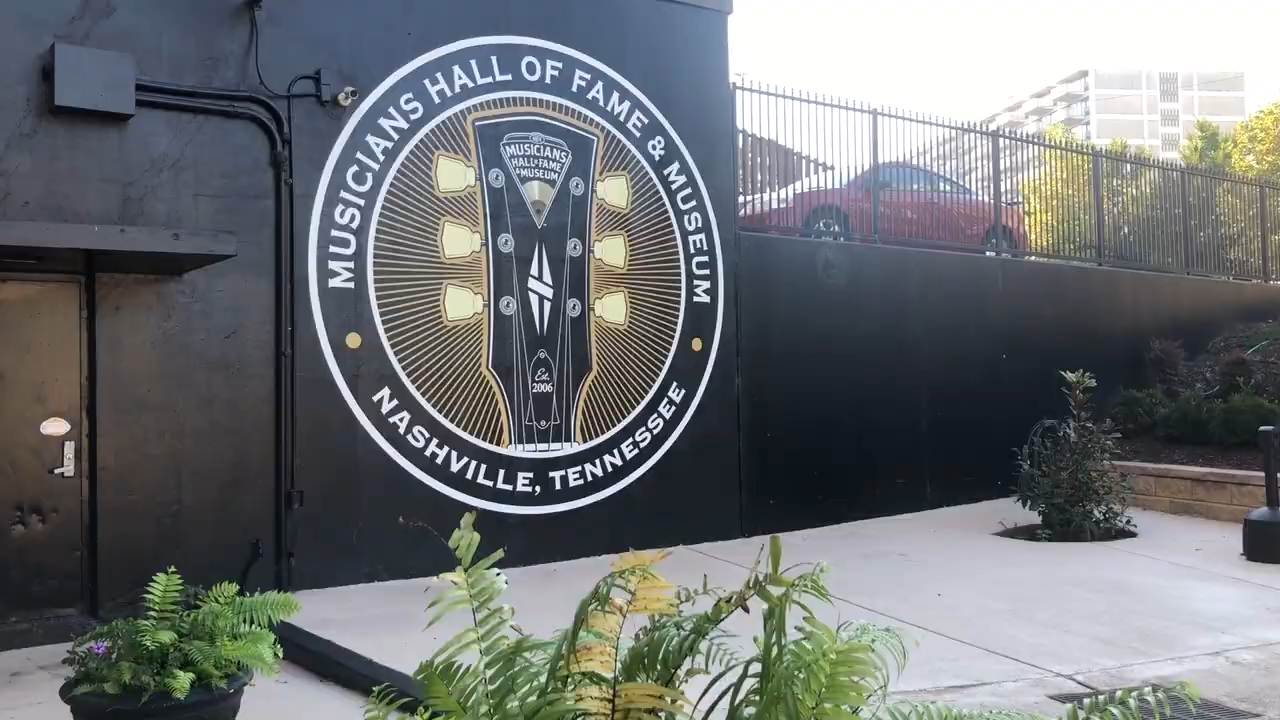 MUSICIANS HALL OF FAME & MUSEUM
MUSICIANS
HALL OF FAME
& MUSEUM
Est.
2006
NASHVILLE, TENNESSEE